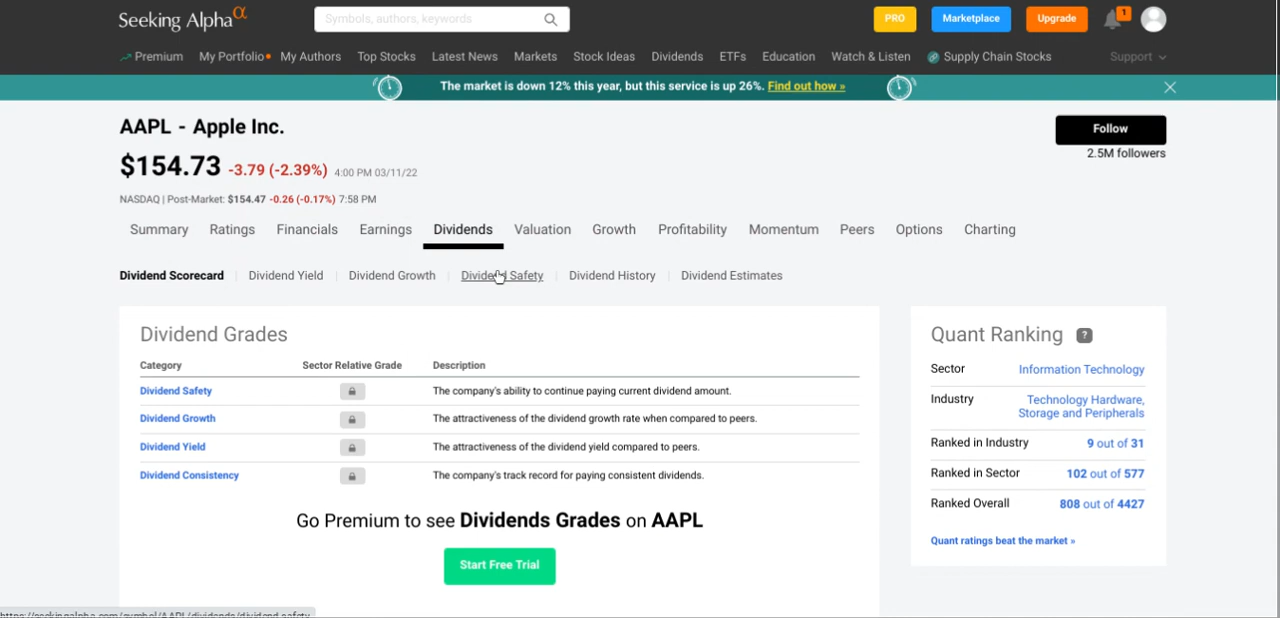 Seeking Alpha α
Symbols, authors, keywords
PRO
Marketplace
Upgrade
1
Premium
My Portfolio
My Authors
Top Stocks
Latest News
Markets
Stock Ideas
Dividends
ETFs
Education
Watch & Listen
Supply Chain Stocks
Support
The market is down 12% this year, but this service is up 26%. Find out how »
AAPL - Apple Inc.
Follow
2.5M followers
$154.73 -3.79 (-2.39%) 4:00 PM 03/11/22
NASDAQ | Post-Market: $154.47 -0.26 (-0.17%) 7:58 PM
Summary
Ratings
Financials
Earnings
Dividends
Valuation
Growth
Profitability
Momentum
Peers
Options
Charting
Dividend Scorecard
Dividend Yield
Dividend Growth
Dividend Safety
Dividend History
Dividend Estimates
Dividend Grades
Category Sector Relative Grade Description
Dividend Safety The company's ability to continue paying current dividend amount.
Dividend Growth The attractiveness of the dividend growth rate when compared to peers.
Dividend Yield The attractiveness of the dividend yield compared to peers.
Dividend Consistency The company's track record for paying consistent dividends.
Go Premium to see Dividends Grades on AAPL
Start Free Trial
Quant Ranking ?
Sector Information Technology
Industry Technology Hardware,
Storage and Peripherals
Ranked in Industry 9 out of 31
Ranked in Sector 102 out of 577
Ranked Overall 808 out of 4427
Quant ratings beat the market »
https://seekingalpha.com/symbol/AAPL/dividends/dividend-safety